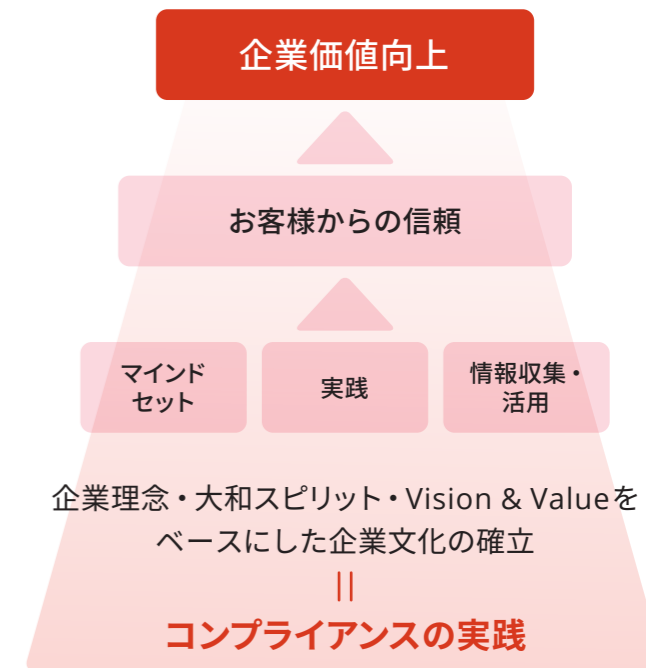 企業価値向上
お客様からの信頼
マインド
セット
実践
情報収集・
活用
企業理念・大和スピリット・Vision & Valueを
ベースにした企業文化の確立
コンプライアンスの実践